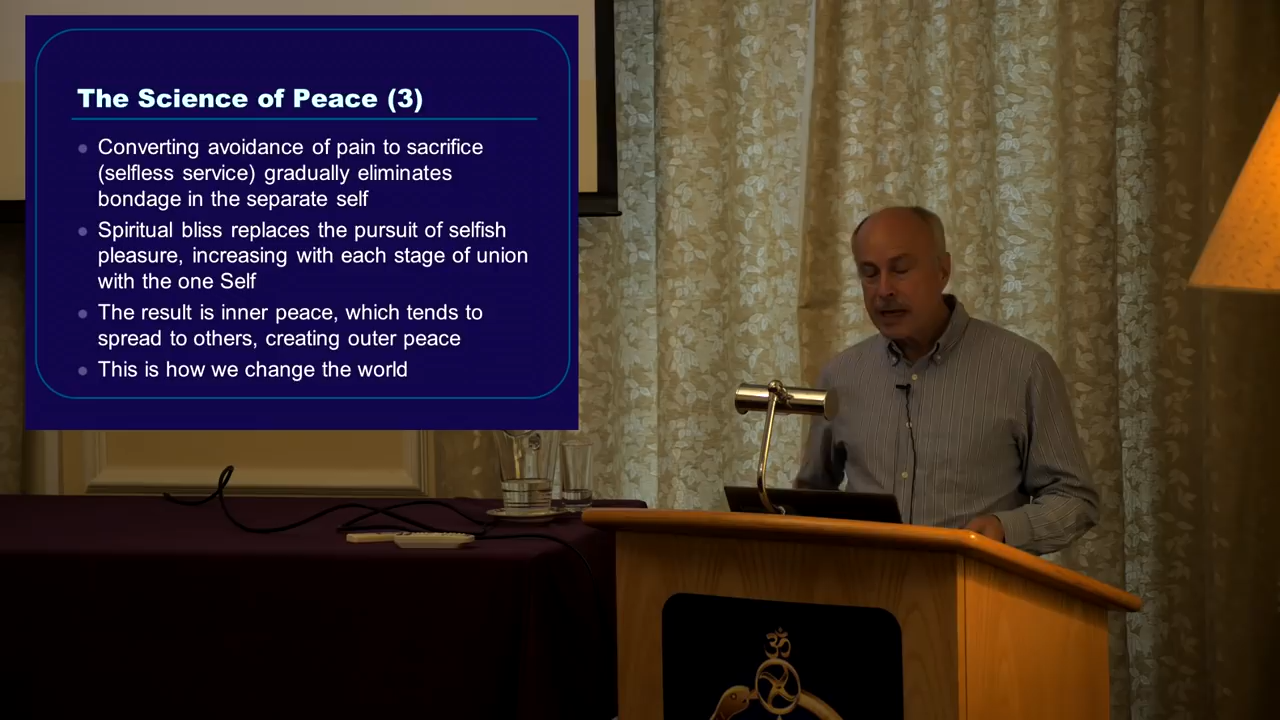 The Science of Peace (3)
Converting avoidance of pain to sacrifice
(selfless service) gradually eliminates
bondage in the separate self
Spiritual bliss replaces the pursuit of selfish
pleasure, increasing with each stage of union
with the one Self
The result is inner peace, which tends to
spread to others, creating outer peace
This is how we change the world
ॐ